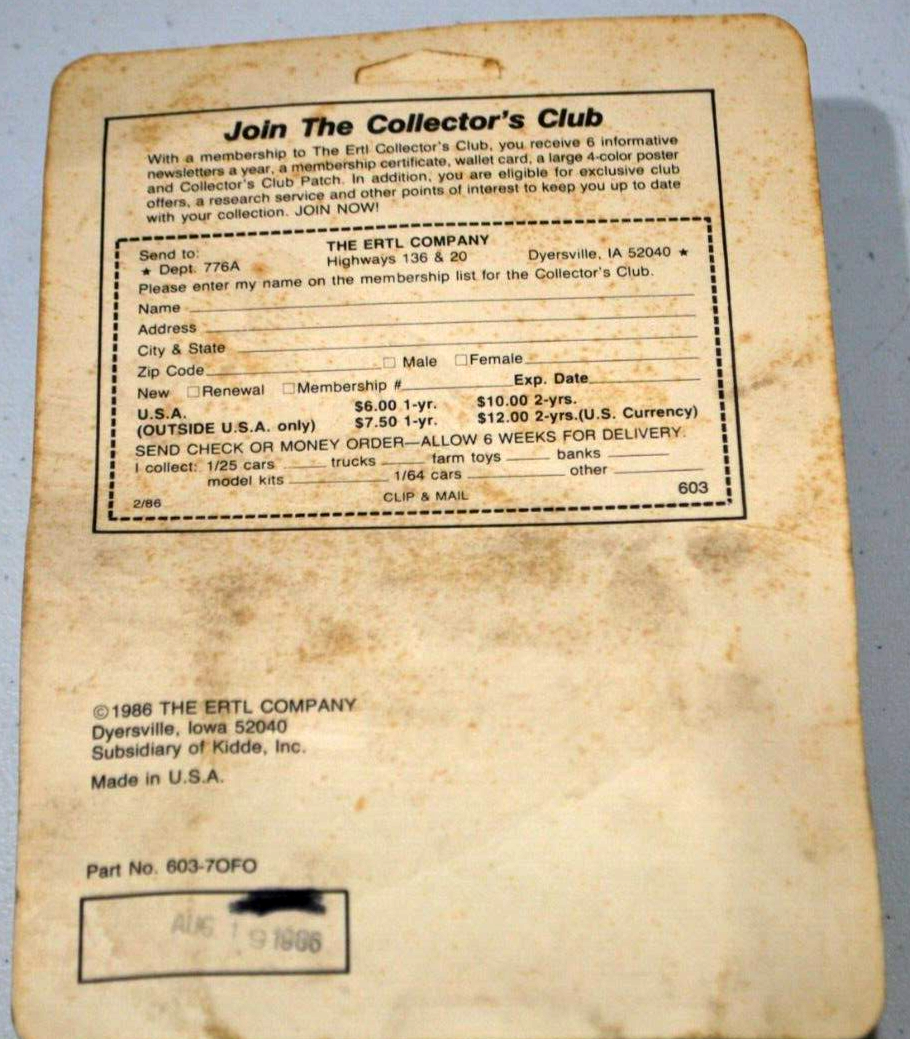 Join The Collector's Club
With a membership to The Ertl Collector's Club, you receive 6 informative
newsletters a year, a membership certificate, wallet card, a large 4-color poster
and Collector's Club Patch. In addition, you are eligible for exclusive club
offers, a research service and other points of interest to keep you up to date
with your collection. JOIN NOW!
Send to: THE ERTL COMPANY
★ Dept. 776A Highways 136 & 20 Dyersville, IA 52040 ★
Please enter my name on the membership list for the Collector's Club.
Name
Address
City & State
Zip Code □ Male □Female
New □Renewal □Membership # Exp. Date
U.S.A. $6.00 1-yr. $10.00 2-yrs.
(OUTSIDE U.S.A. only) $7.50 1-yr. $12.00 2-yrs.(U.S. Currency)
SEND CHECK OR MONEY ORDER—ALLOW 6 WEEKS FOR DELIVERY.
I collect: 1/25 cars trucks farm toys banks
model kits 1/64 cars other
2/86 CLIP & MAIL 603
©1986 THE ERTL COMPANY
Dyersville, Iowa 52040
Subsidiary of Kidde, Inc.
Made in U.S.A.
Part No. 603-7OFO
AUG 1 9 1986